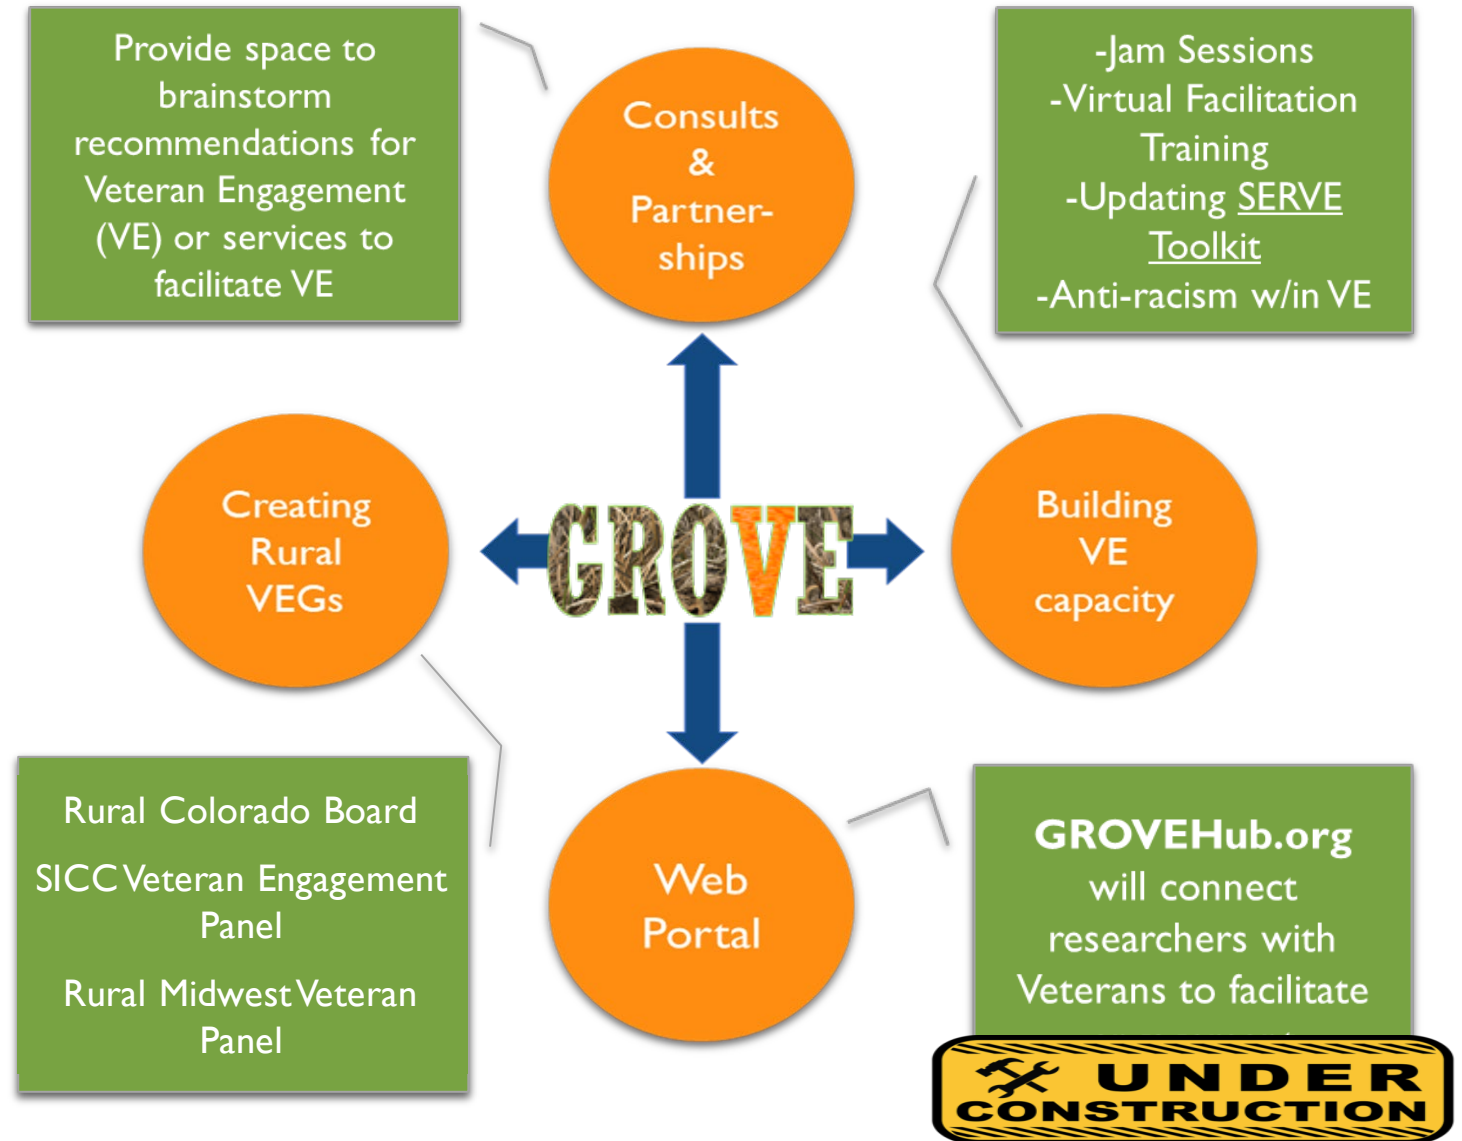 Provide space to
brainstorm
recommendations for
Veteran Engagement
(VE) or services to
facilitate VE
Consults
&
Partner-
ships
-Jam Sessions
-Virtual Facilitation
Training
-Updating SERVE
Toolkit
-Anti-racism w/in VE
Creating
Rural
VEGs
GROVE
Building
VE
capacity
Rural Colorado Board
SICC Veteran Engagement
Panel
Rural Midwest Veteran
Panel
Web
Portal
GROVEHub.org
will connect
researchers with
Veterans to facilitate
UNDER
CONSTRUCTION